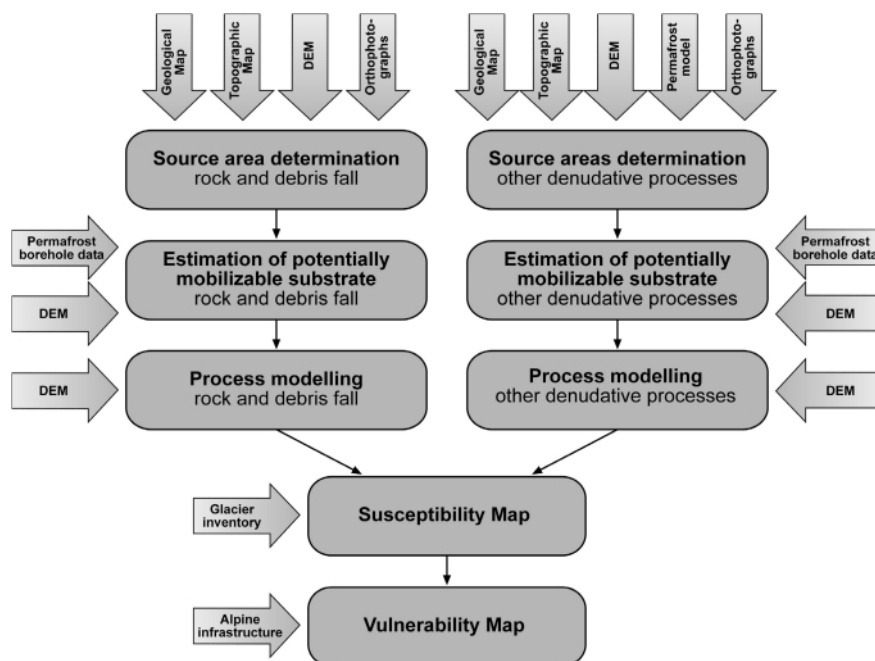 Geological
Map
Topographic
Map
DEM
Orthophoto-
graphs
Geological
Map
Topographic
Map
DEM
Permafrost
model
Orthophoto-
graphs
Source area determination
rock and debris fall
Source areas determination
other denudative processes
Permafrost
borehole data
Estimation of potentially
mobilizable substrate
rock and debris fall
Estimation of potentially
mobilizable substrate
other denudative processes
Permafrost
borehole data
DEM
DEM
DEM
Process modelling
rock and debris fall
Process modelling
other denudative processes
DEM
Glacier
inventory
Susceptibility Map
Alpine
infrastructure
Vulnerability Map